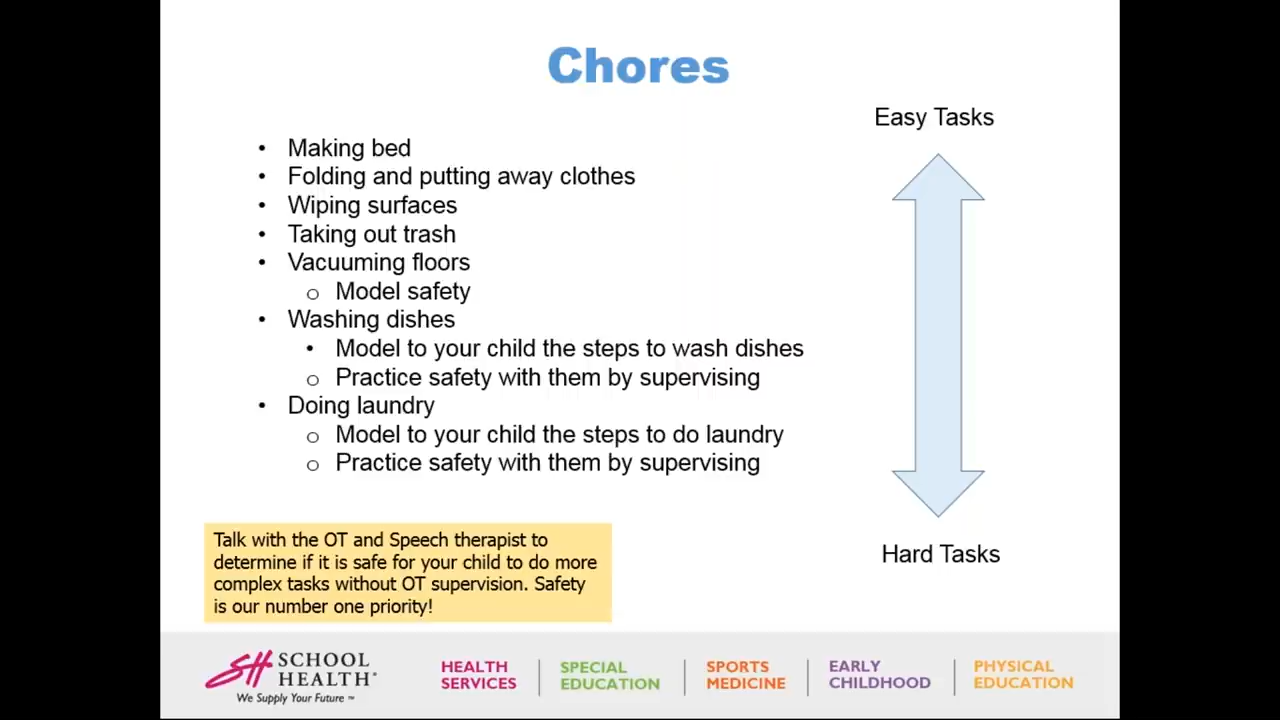 Chores
Easy Tasks
• Making bed
• Folding and putting away clothes
• Wiping surfaces
• Taking out trash
• Vacuuming floors
o Model safety
• Washing dishes
• Model to your child the steps to wash dishes
o Practice safety with them by supervising
• Doing laundry
o Model to your child the steps to do laundry
o Practice safety with them by supervising
Hard Tasks
Talk with the OT and Speech therapist to
determine if it is safe for your child to do more
complex tasks without OT supervision. Safety
is our number one priority!
SH SCHOOL
HEALTH®
We Supply Your Future™
HEALTH
SERVICES
SPECIAL
EDUCATION
SPORTS
MEDICINE
EARLY
CHILDHOOD
PHYSICAL
EDUCATION